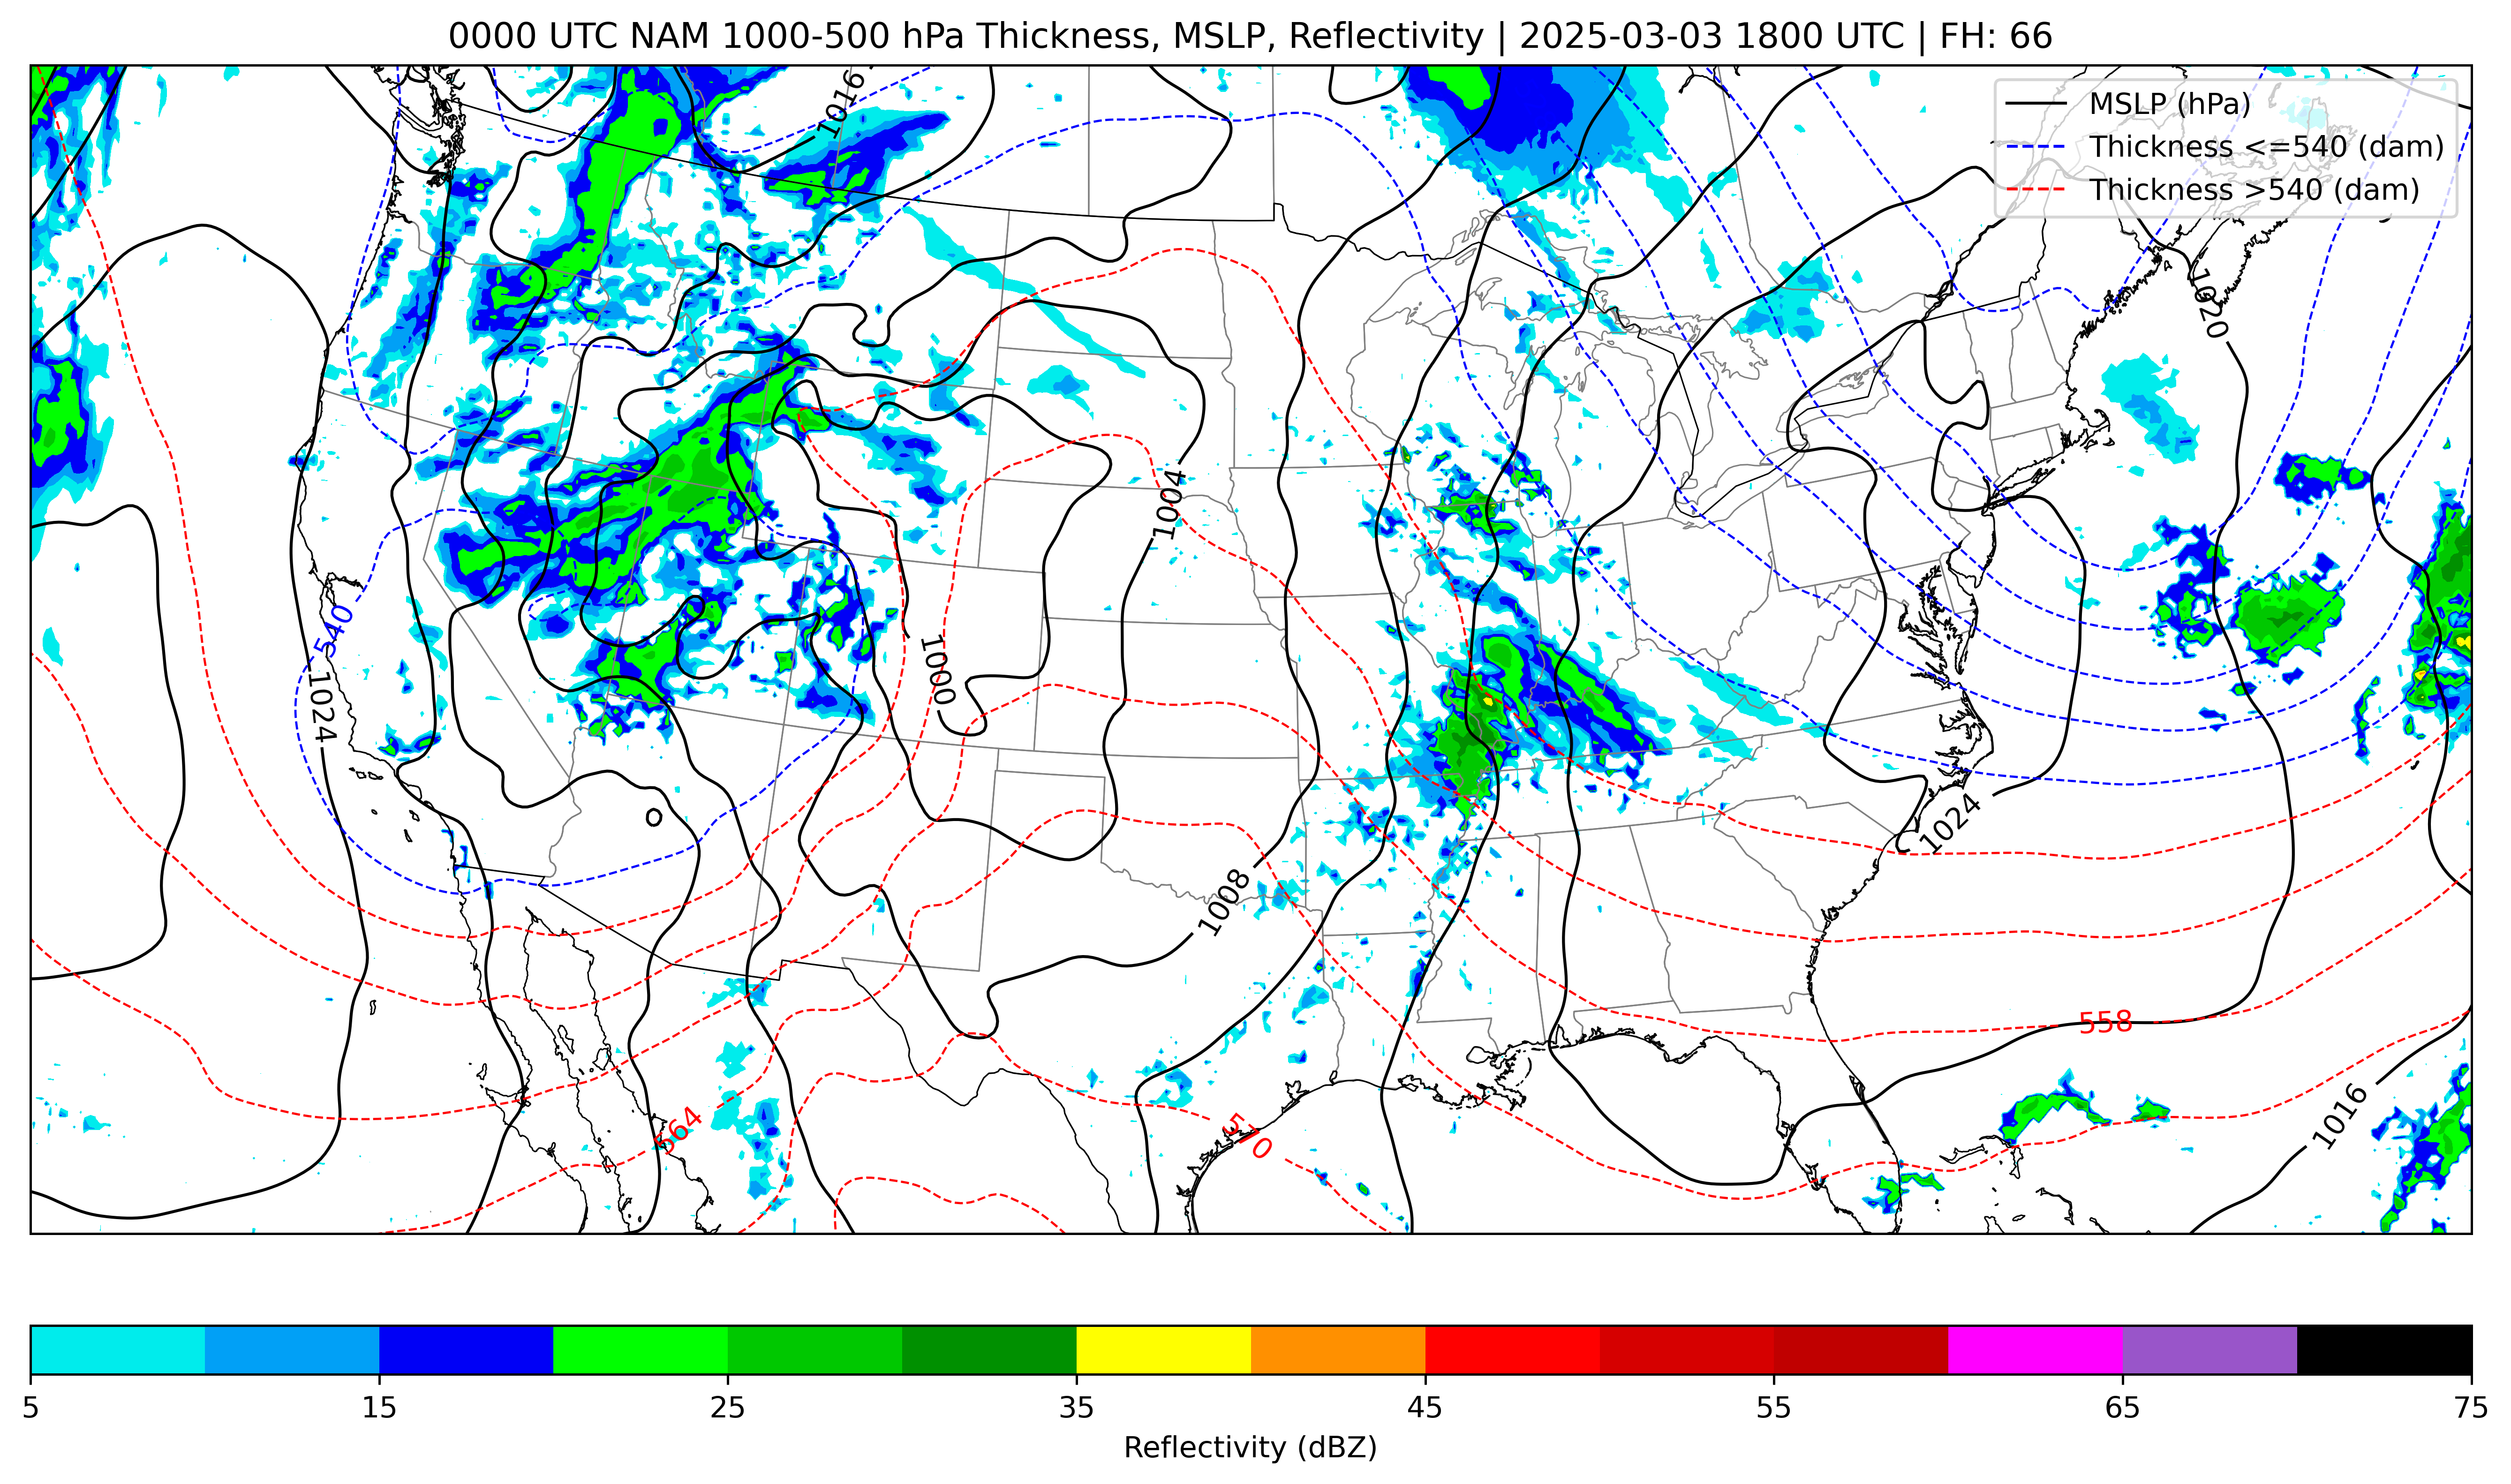 0000 UTC NAM 1000-500 hPa Thickness, MSLP, Reflectivity | 2025-03-03 1800 UTC | FH: 66
MSLP (hPa)
Thickness <=540 (dam)
Thickness >540 (dam)
1016
1020
1004
540
1000
1024
1024
1008
558
564
570
1016
5 15 25 35 45 55 65 75
Reflectivity (dBZ)